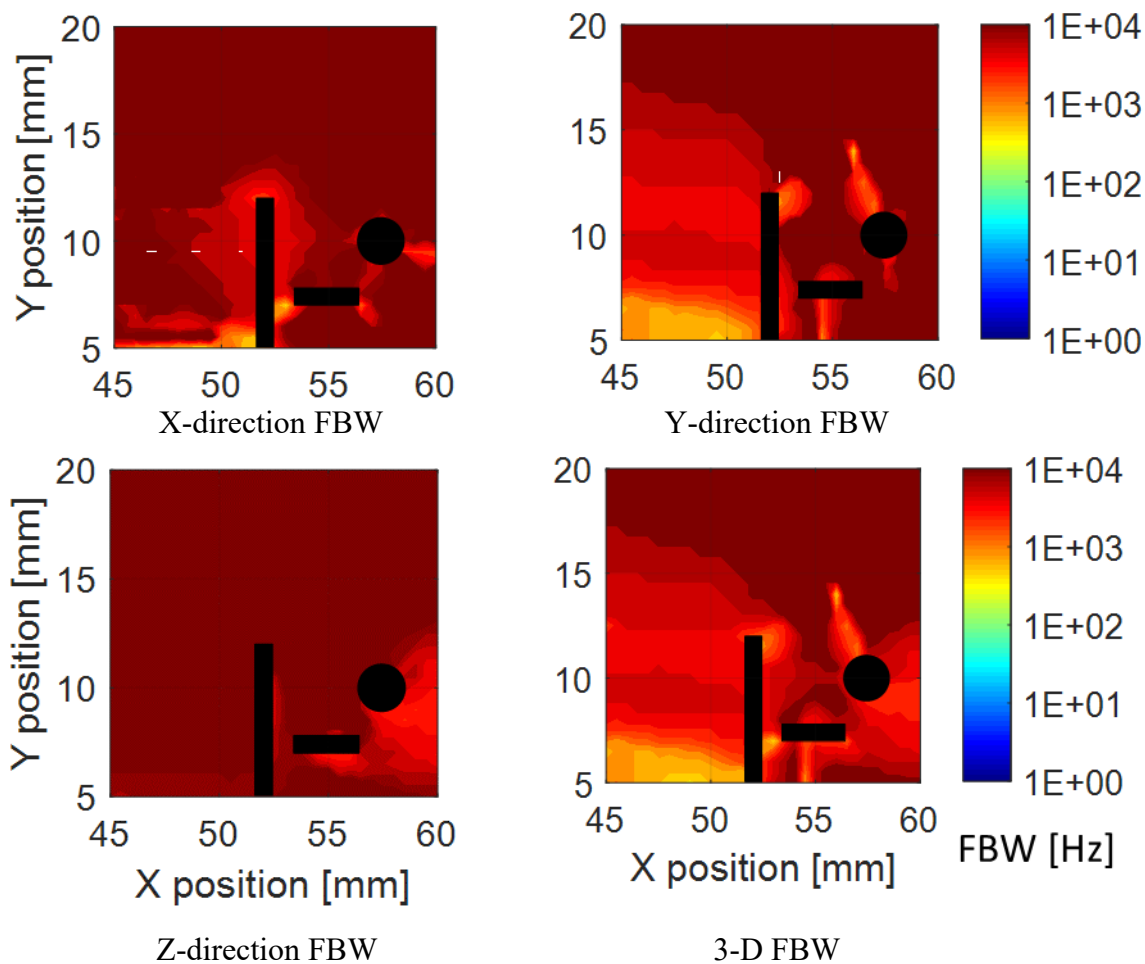 20
15
10
5
Y position [mm]
45 50 55 60
X-direction FBW
20
15
10
5
45 50 55 60
Y-direction FBW
1E+04
1E+03
1E+02
1E+01
1E+00
20
15
10
5
Y position [mm]
45 50 55 60
X position [mm]
Z-direction FBW
20
15
10
5
45 50 55 60
X position [mm]
3-D FBW
1E+04
1E+03
1E+02
1E+01
1E+00
FBW [Hz]